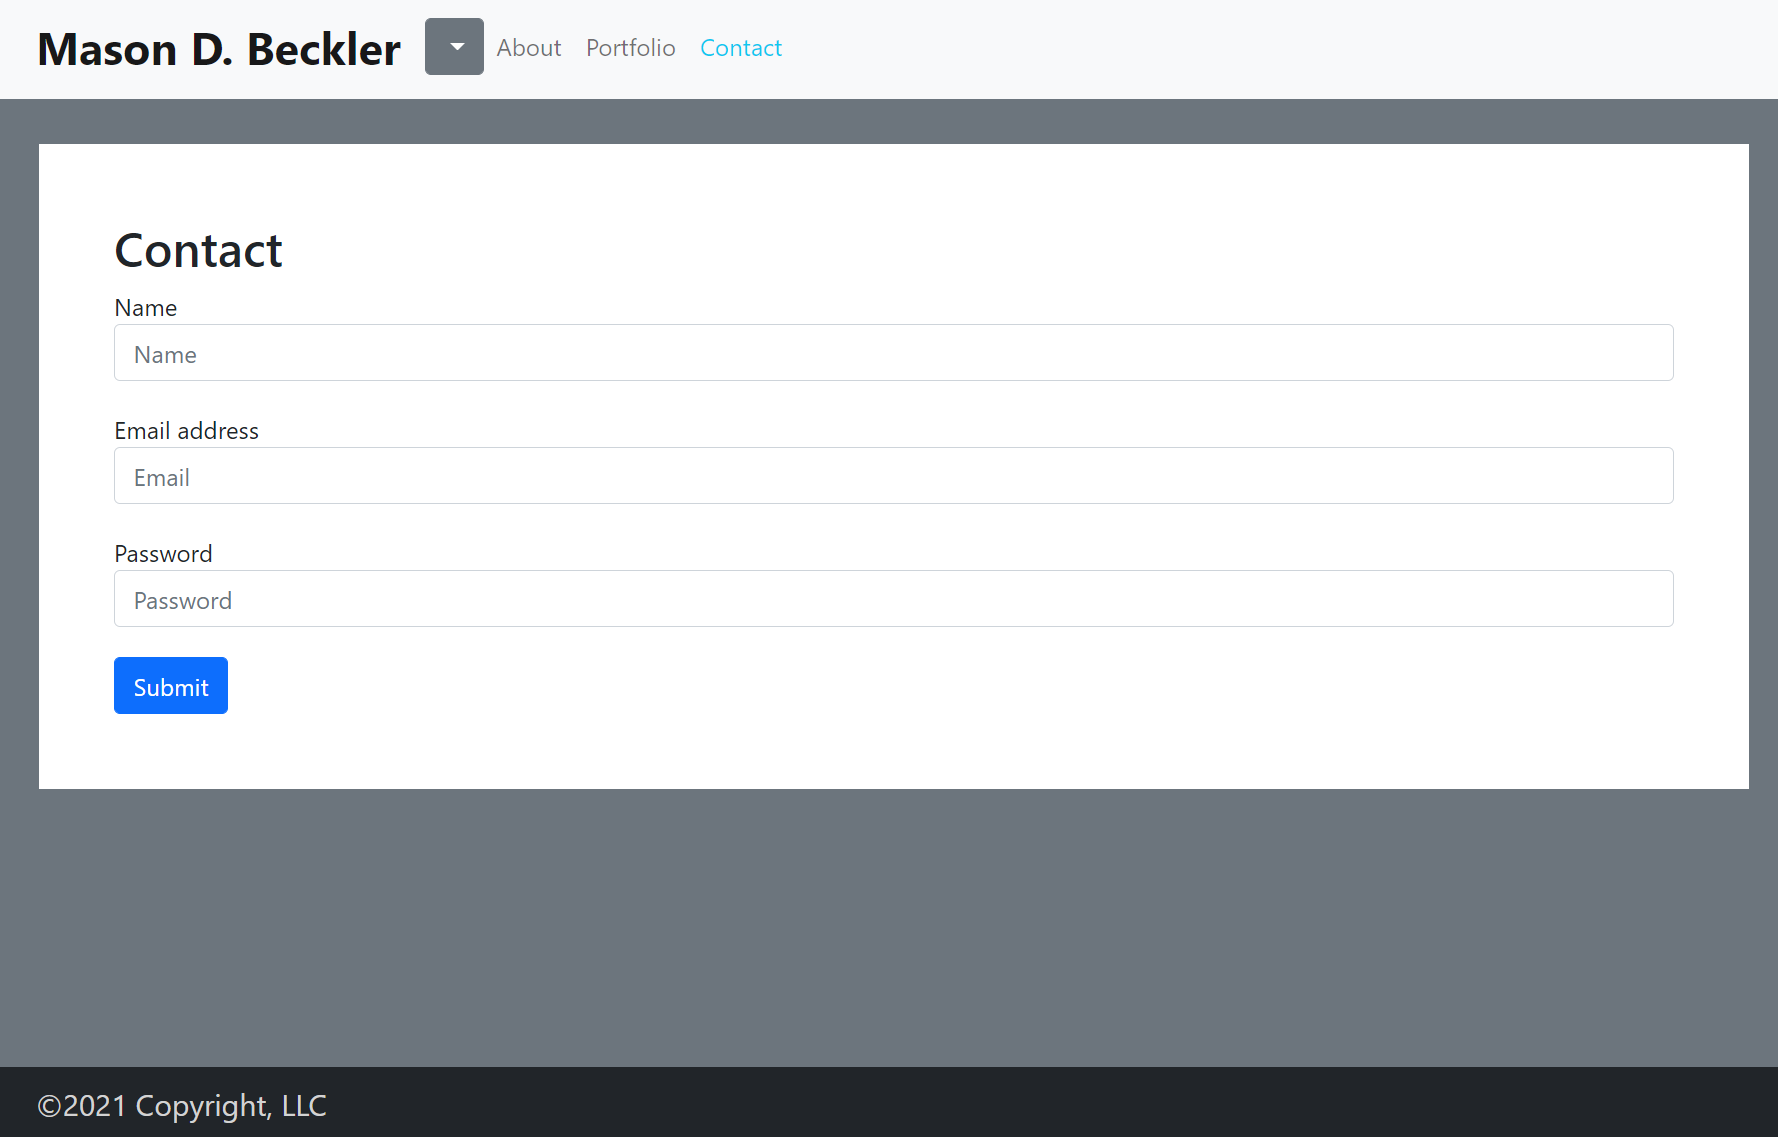 Mason D. Beckler About Portfolio Contact
Contact
Name
Name
Email address
Email
Password
Password
Submit
©2021 Copyright, LLC